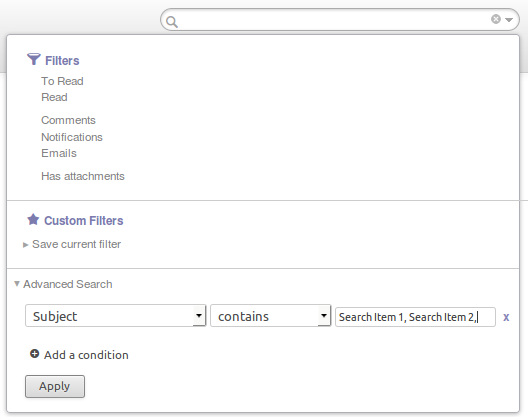 Filters
To Read
Read
Comments
Notifications
Emails
Has attachments
Custom Filters
Save current filter
Advanced Search
Subject contains Search Item 1, Search Item 2, x
Add a condition
Apply